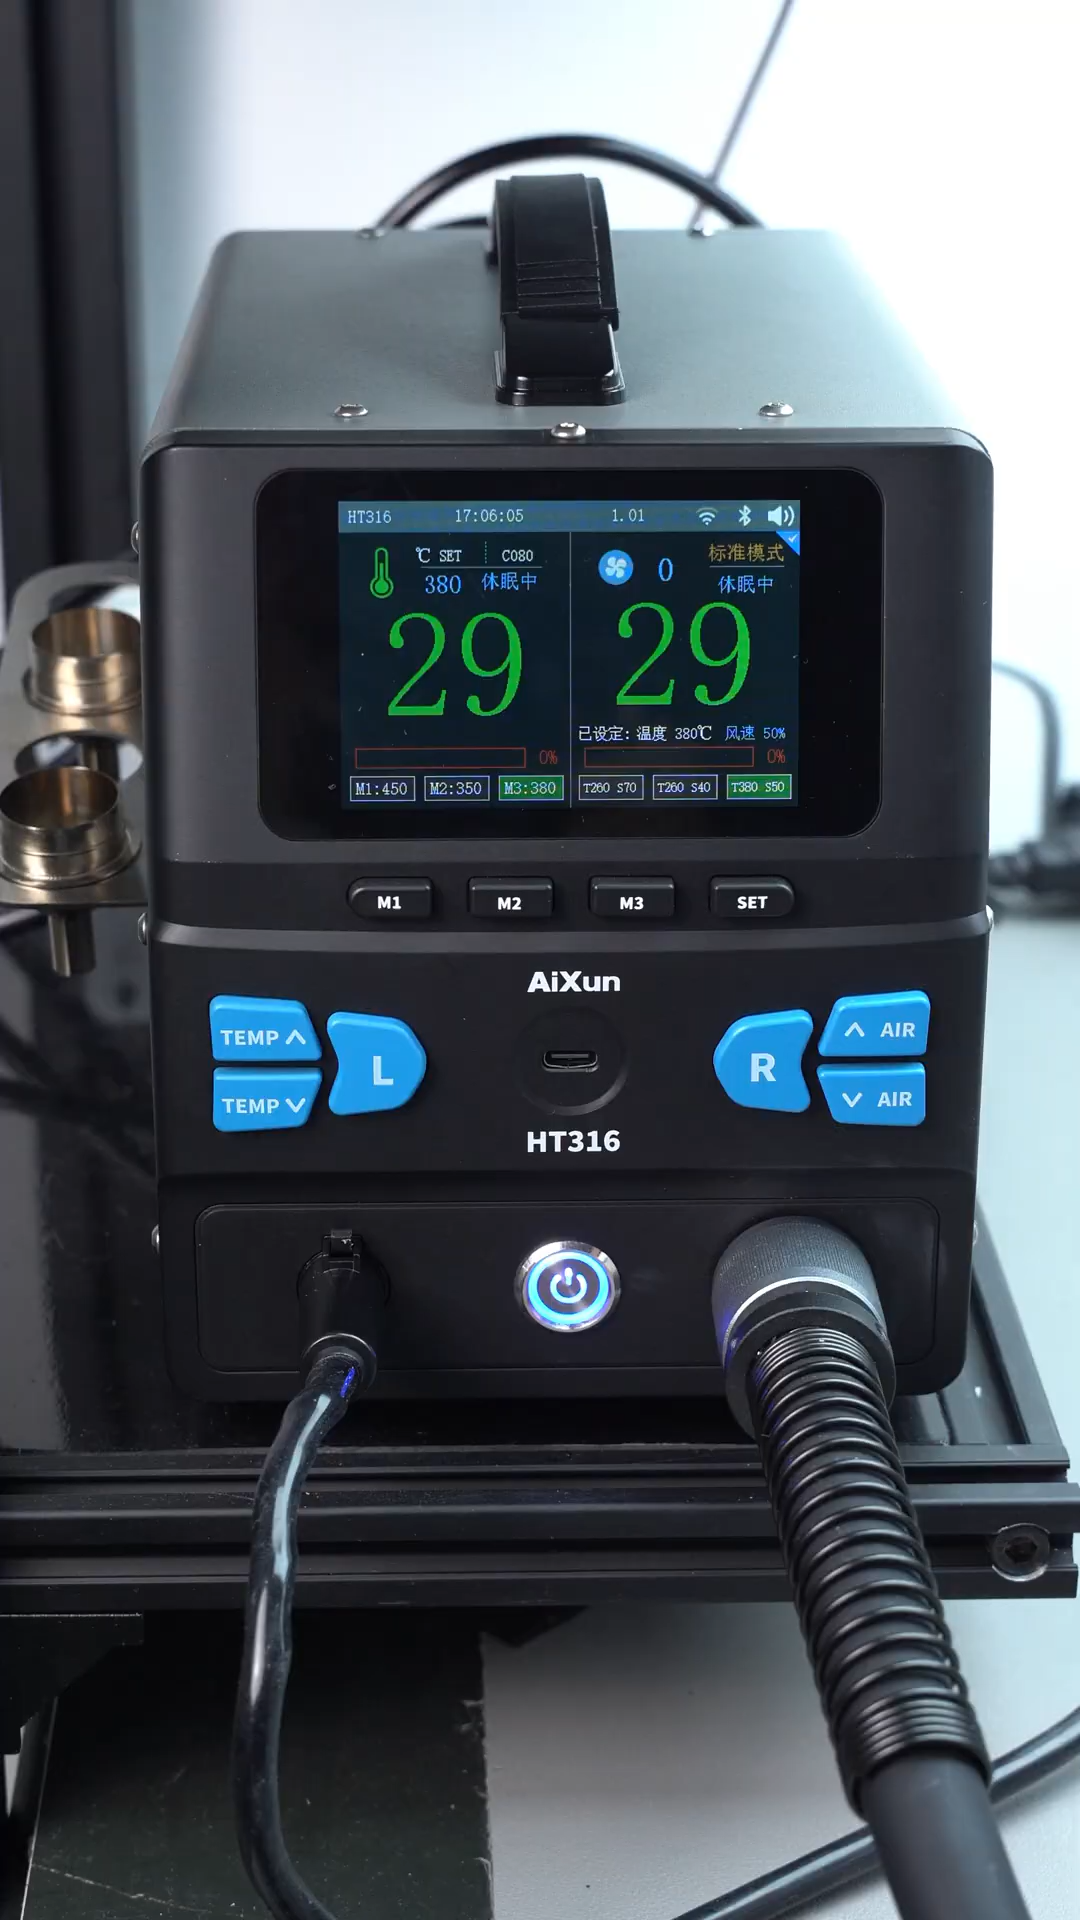 HT316 17:06:05 1.01
℃ SET C080
380 休眠中
29
0%
M1:450 M2:350 M3:380
0 标准模式
休眠中
29
已设定: 温度 380℃ 风速 50%
0%
T260 S70 T260 S40 T380 S50
M1 M2 M3 SET
AiXun
TEMP L R AIR
TEMP AIR
HT316